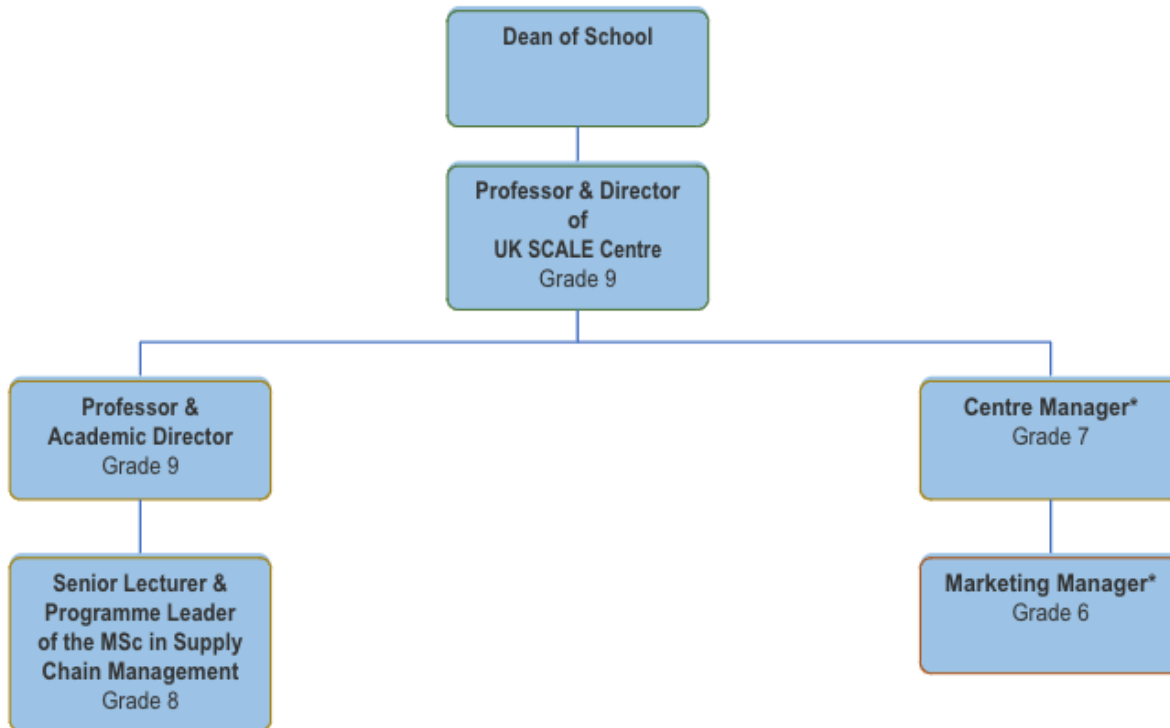 Dean of School
Professor & Director
of
UK SCALE Centre
Grade 9
Professor &
Academic Director
Grade 9
Centre Manager*
Grade 7
Senior Lecturer &
Programme Leader
of the MSc in Supply
Chain Management
Grade 8
Marketing Manager*
Grade 6